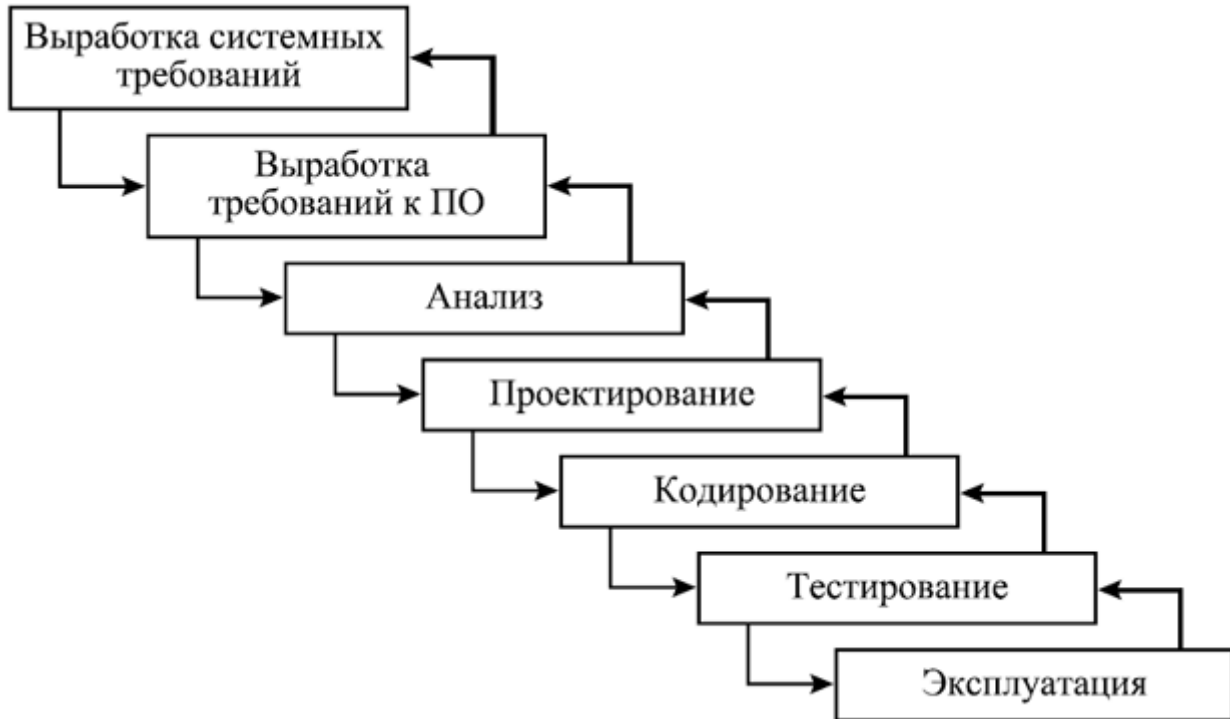 Выработка системных
требований
Выработка
требований к ПО
Анализ
Проектирование
Кодирование
Тестирование
Эксплуатация